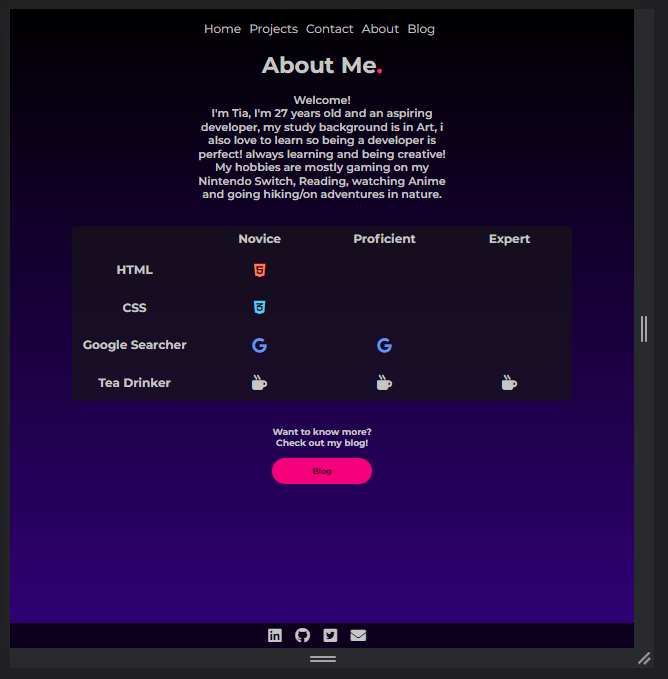 Home Projects Contact About Blog
About Me.
Welcome!
I'm Tia, I'm 27 years old and an aspiring
developer, my study background is in Art, i
also love to learn so being a developer is
perfect! always learning and being creative!
My hobbies are mostly gaming on my
Nintendo Switch, Reading, watching Anime
and going hiking/on adventures in nature.
Novice Proficient Expert
HTML
CSS
Google Searcher
Tea Drinker
Want to know more?
Check out my blog!
Blog